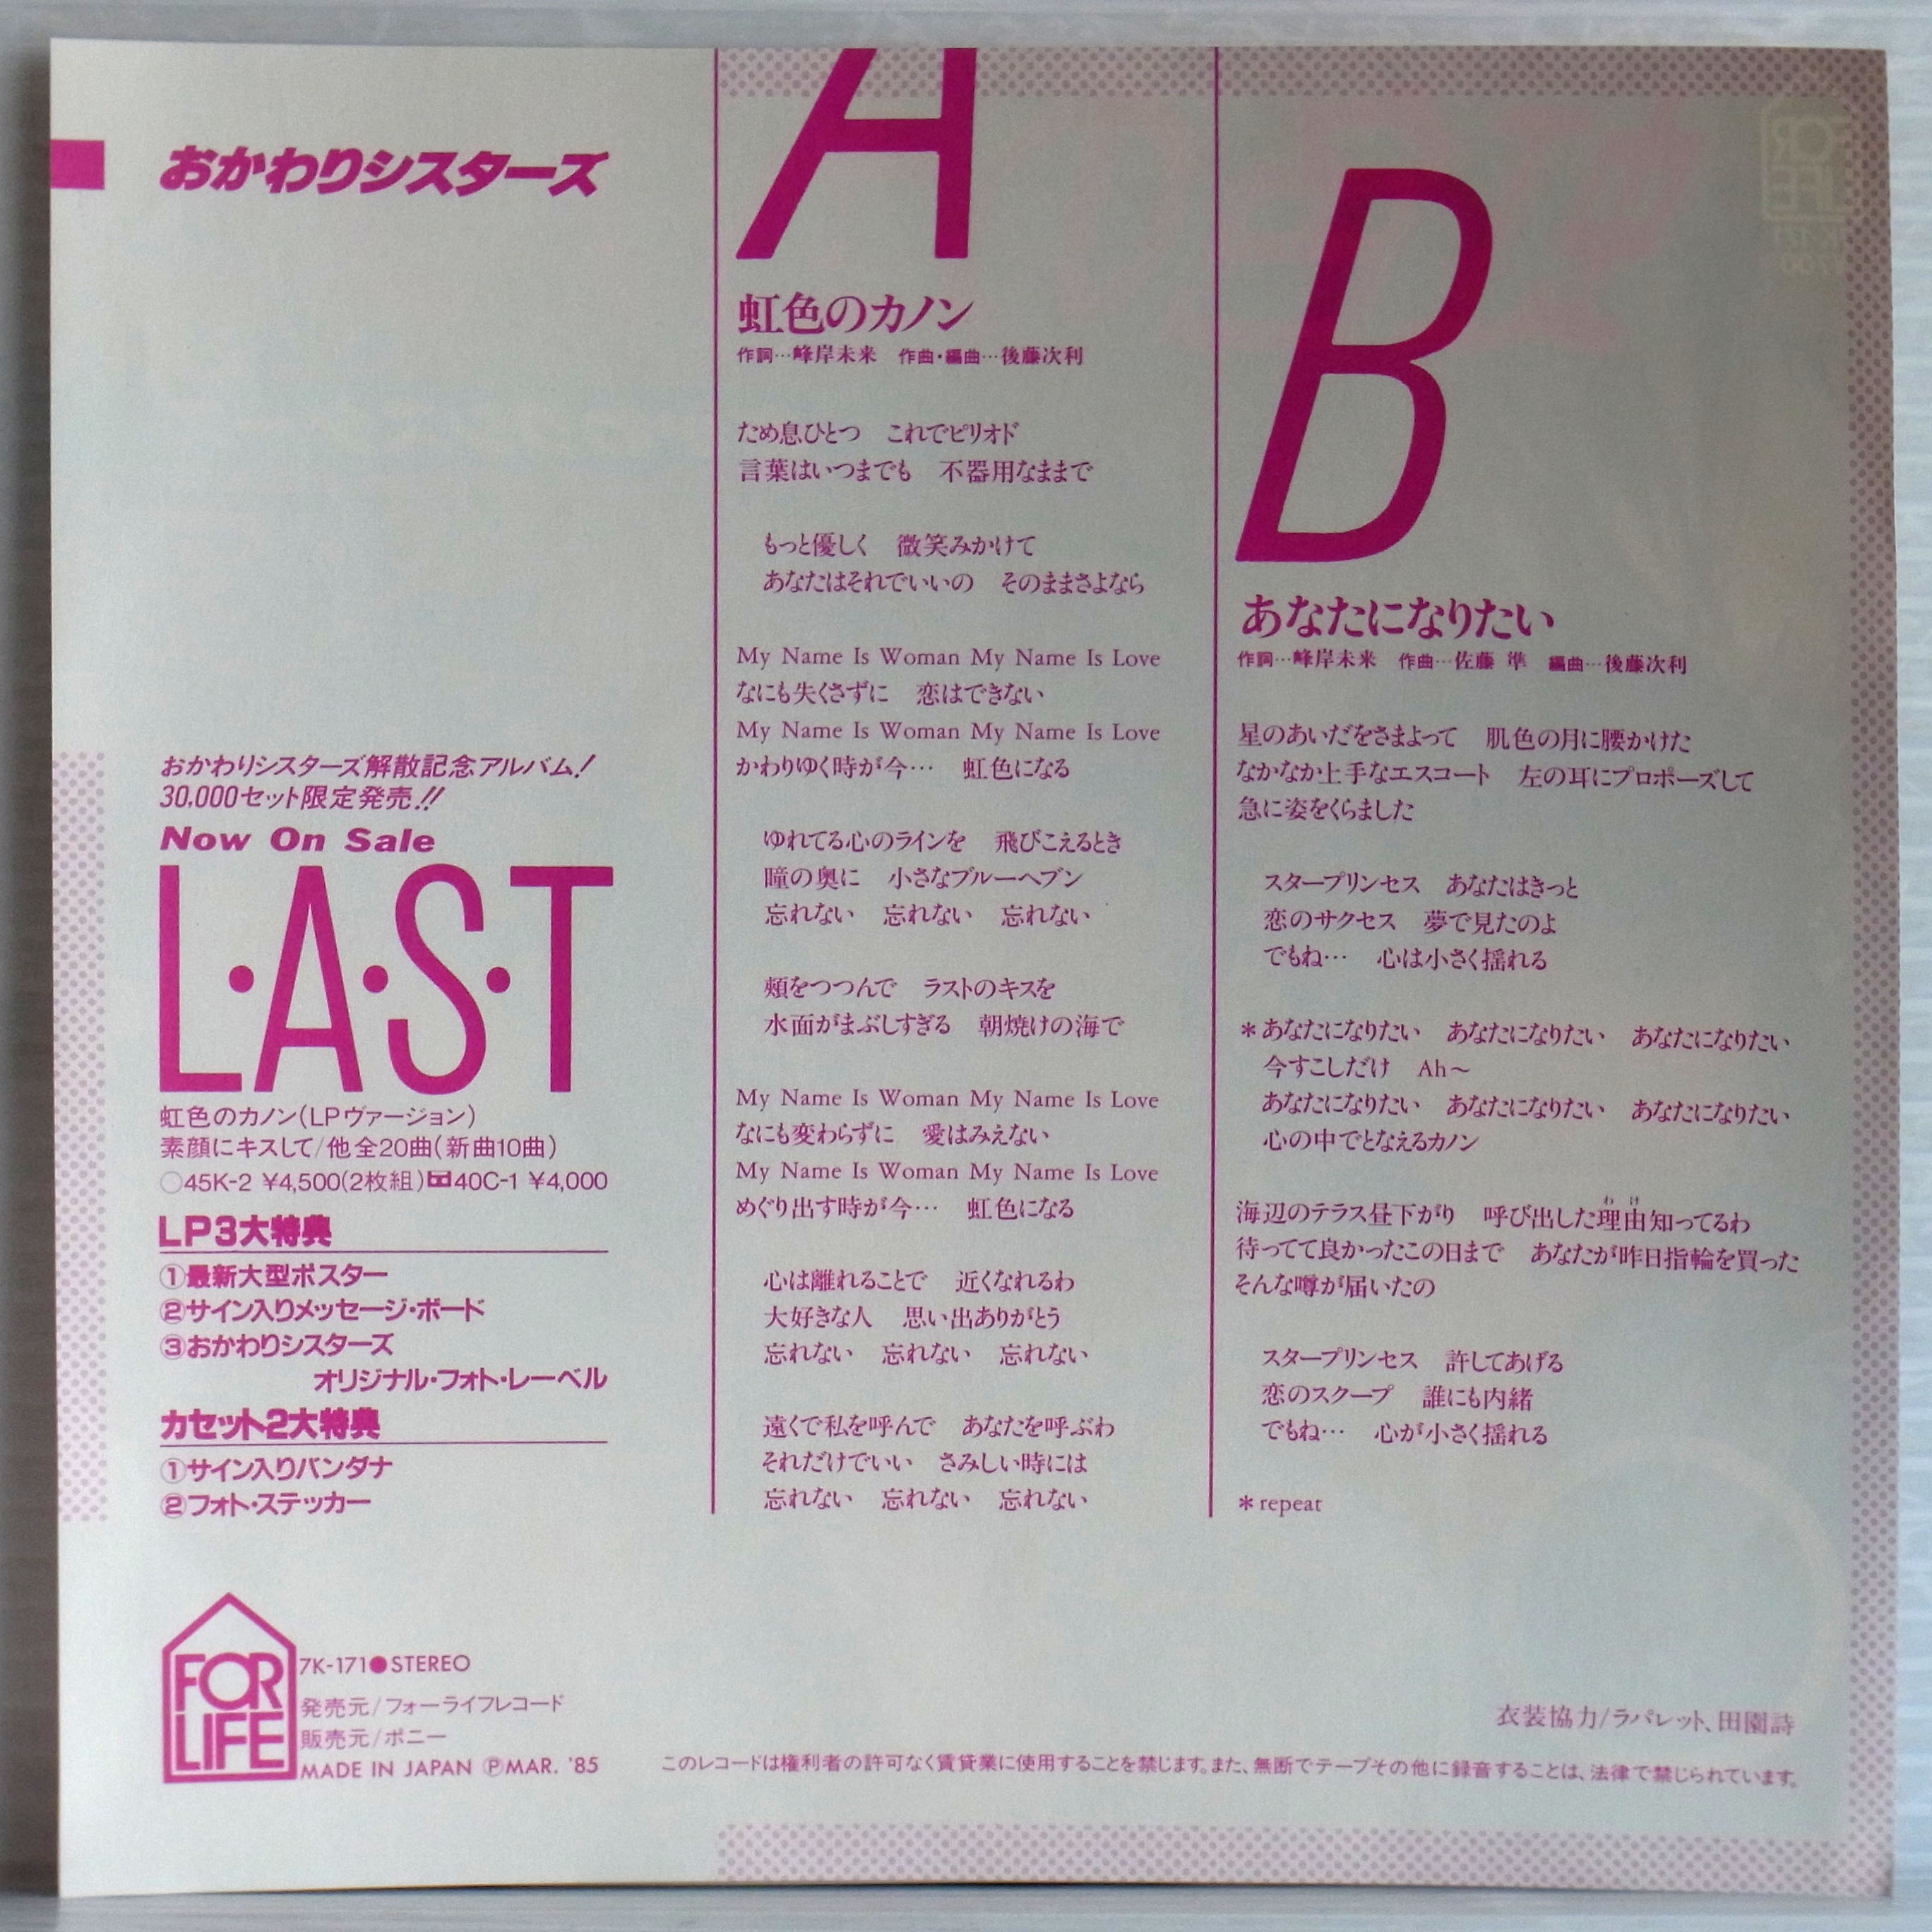 おかわりシスターズ
おかわりシスターズ解散記念アルバム!
30,000セット限定発売!!
Now On Sale
L・A・S・T
虹色のカノン(LPヴァージョン)
素顔にキスして/他全20曲(新曲10曲)
○45K-2 ¥4,500(2枚組) 40C-1 ¥4,000
LP3大特典
①最新大型ポスター
②サイン入りメッセージ・ボード
③おかわりシスターズ
オリジナル・フォト・レーベル
カセット2大特典
①サイン入りバンダナ
②フォト・ステッカー
FOR
LIFE
7K-171●STEREO
発売元/フォーライフレコード
販売元/ポニー
MADE IN JAPAN ⓅMAR. '85
A
虹色のカノン
作詞…峰岸未来 作曲・編曲…後藤次利
ため息ひとつ これでピリオド
言葉はいつまでも 不器用なままで
もっと優しく 微笑みかけて
あなたはそれでいいの そのままさよなら
My Name Is Woman My Name Is Love
なにも失くさずに 恋はできない
My Name Is Woman My Name Is Love
かわりゆく時が今… 虹色になる
ゆれてる心のラインを 飛びこえるとき
瞳の奥に 小さなブルーヘブン
忘れない 忘れない 忘れない
頬をつつんで ラストのキスを
水面がまぶしすぎる 朝焼けの海で
My Name Is Woman My Name Is Love
なにも変わらずに 愛はみえない
My Name Is Woman My Name Is Love
めぐり出す時が今… 虹色になる
心は離れることで 近くなれるわ
大好きな人 思い出ありがとう
忘れない 忘れない 忘れない
遠くで私を呼んで あなたを呼ぶわ
それだけでいい さみしい時には
忘れない 忘れない 忘れない
B
あなたになりたい
作詞…峰岸未来 作曲…佐藤 準 編曲…後藤次利
星のあいだをさまよって 肌色の月に腰かけた
なかなか上手なエスコート 左の耳にプロポーズして
急に姿をくらました
スタープリンセス あなたはきっと
恋のサクセス 夢で見たのよ
でもね… 心は小さく揺れる
＊あなたになりたい あなたになりたい あなたになりたい
今すこしだけ Ah〜
あなたになりたい あなたになりたい あなたになりたい
心の中でとなえるカノン
海辺のテラス昼下がり 呼び出した理由知ってるわ
わけ
待ってて良かったこの日まで あなたが昨日指輪を買った
そんな噂が届いたの
スタープリンセス 許してあげる
恋のスクープ 誰にも内緒
でもね… 心が小さく揺れる
＊repeat
衣装協力/ラパレット、田園詩
このレコードは権利者の許可なく賃貸業に使用することを禁じます。また、無断でテープその他に録音することは、法律で禁じられています。